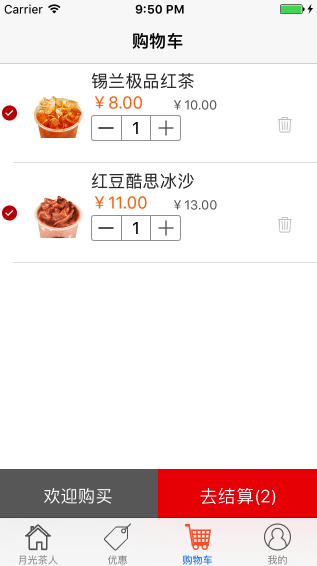 Carrier 9:50 PM
购物车
锡兰极品红茶
￥8.00 ￥10.00
1
红豆酷思冰沙
￥11.00 ￥13.00
1
欢迎购买 去结算(2)
月光茶人 优惠 购物车 我的